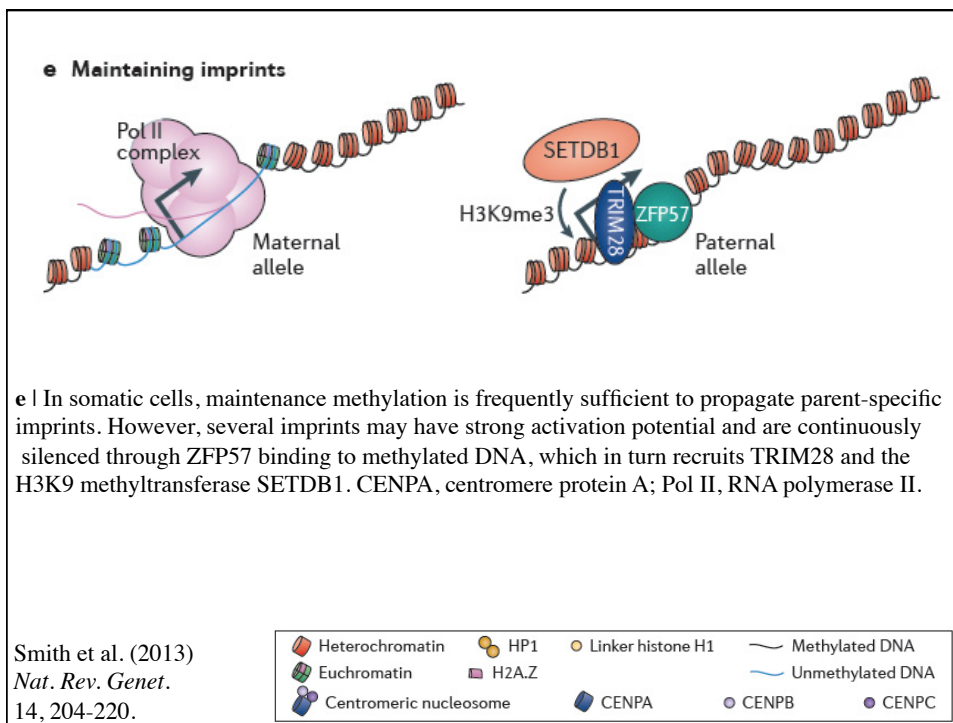 e Maintaining imprints
Pol II
complex
Maternal
allele
SETDB1
H3K9me3
TRIM28
ZFP57
Paternal
allele
e | In somatic cells, maintenance methylation is frequently sufficient to propagate parent-specific
imprints. However, several imprints may have strong activation potential and are continuously
silenced through ZFP57 binding to methylated DNA, which in turn recruits TRIM28 and the
H3K9 methyltransferase SETDB1. CENPA, centromere protein A; Pol II, RNA polymerase II.
Smith et al. (2013)
Nat. Rev. Genet.
14, 204-220.
Heterochromatin HP1 Linker histone H1 Methylated DNA
Euchromatin H2A.Z Unmethylated DNA
Centromeric nucleosome CENPA CENPB CENPC